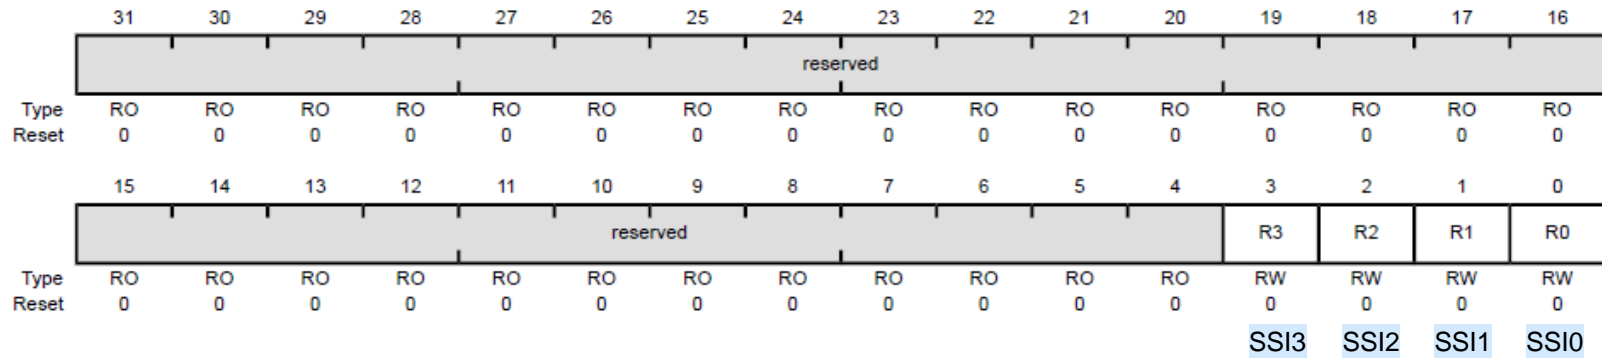 31 30 29 28 27 26 25 24 23 22 21 20 19 18 17 16
reserved
Type RO RO RO RO RO RO RO RO RO RO RO RO RO RO RO RO
Reset 0 0 0 0 0 0 0 0 0 0 0 0 0 0 0 0
15 14 13 12 11 10 9 8 7 6 5 4 3 2 1 0
reserved R3 R2 R1 R0
Type RO RO RO RO RO RO RO RO RO RO RO RO RW RW RW RW
Reset 0 0 0 0 0 0 0 0 0 0 0 0 0 0 0 0
SSI3 SSI2 SSI1 SSI0